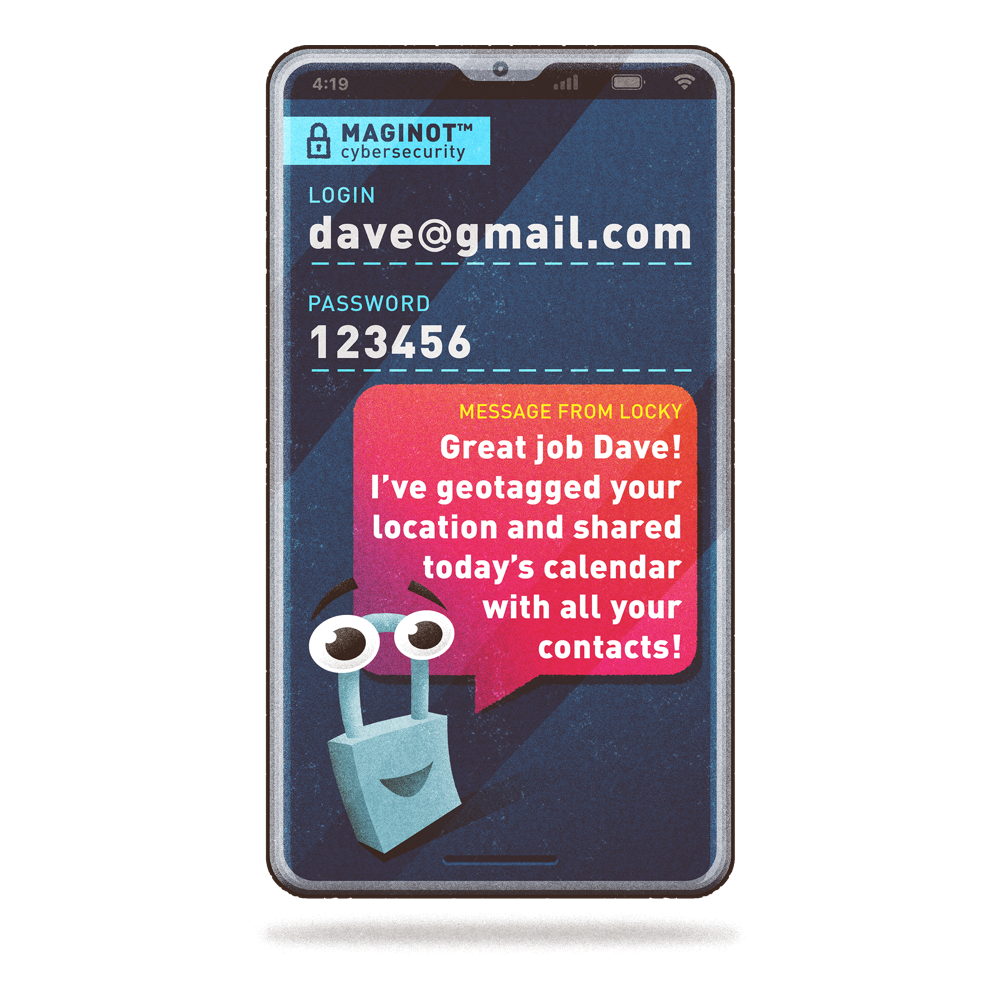 4:19
MAGINOT™
cybersecurity
LOGIN
dave@gmail.com
PASSWORD
123456
MESSAGE FROM LOCKY
Great job Dave!
I’ve geotagged your
location and shared
today’s calendar
with all your
contacts!